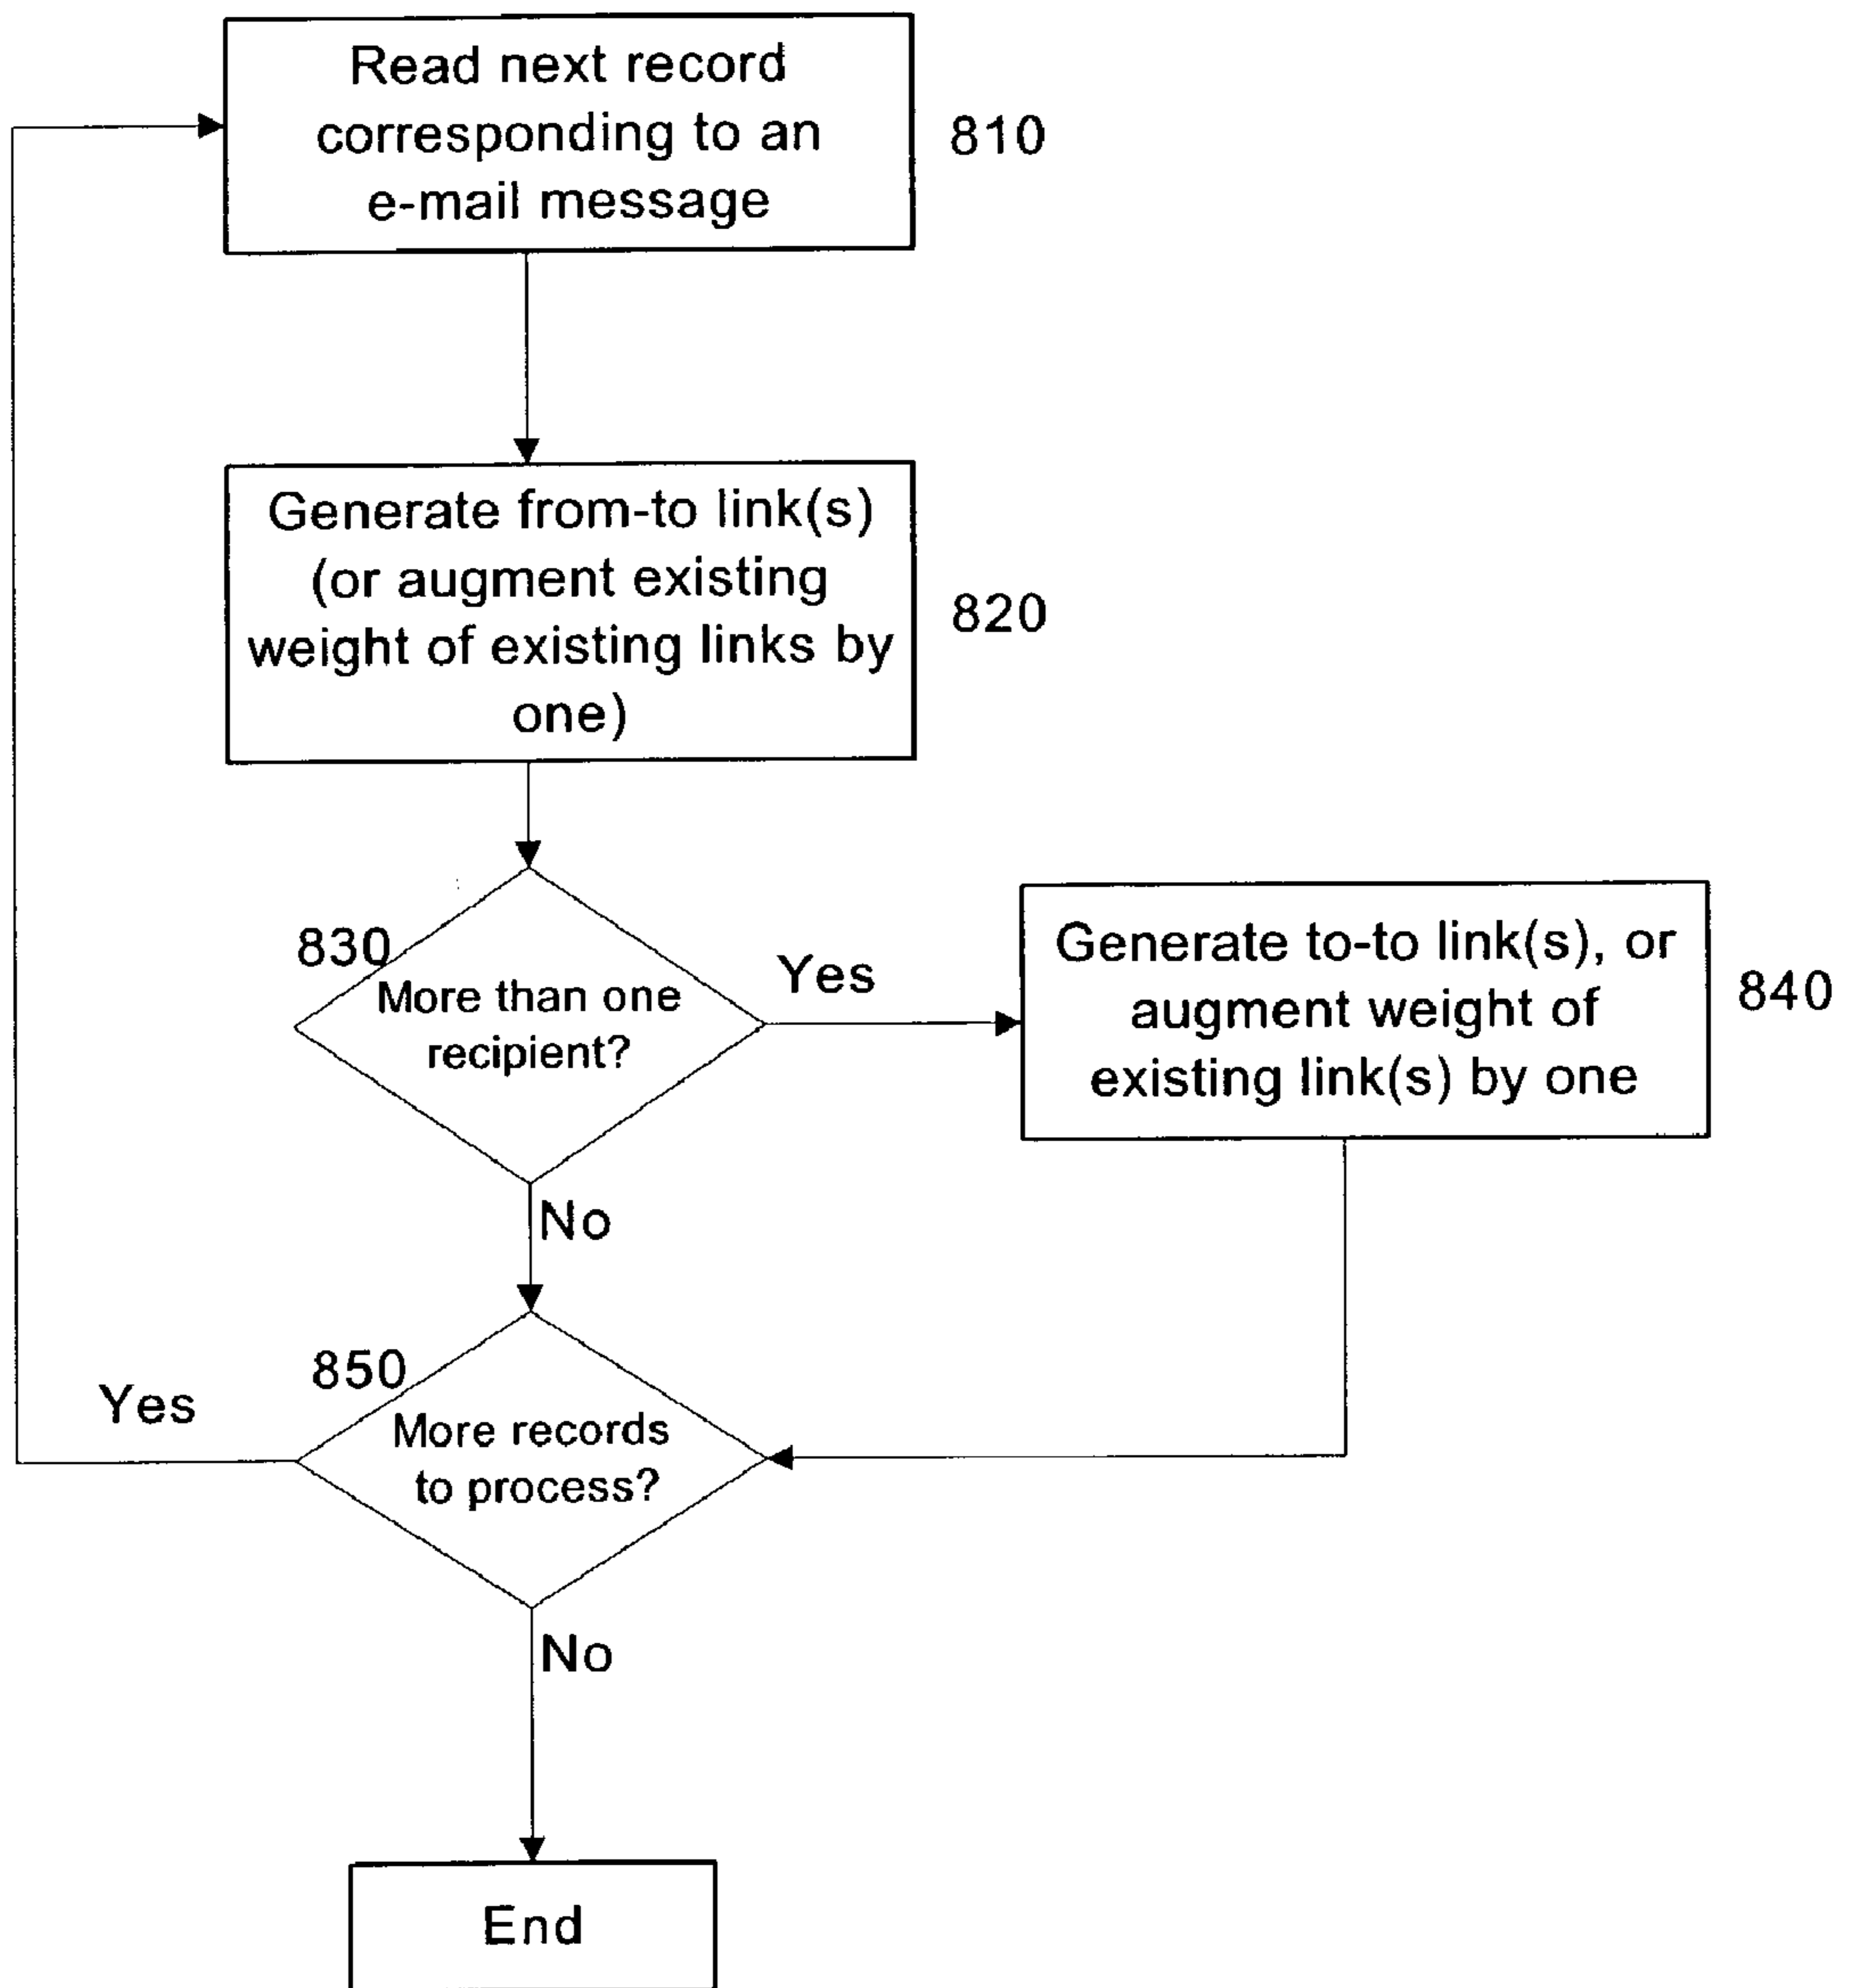 Read next record
corresponding to an
e-mail message
810
Generate from-to link(s)
(or augment existing
weight of existing links by
one)
820
830
More than one
recipient?
Yes
Generate to-to link(s), or
augment weight of
existing link(s) by one
840
No
850
More records
to process?
Yes
No
End